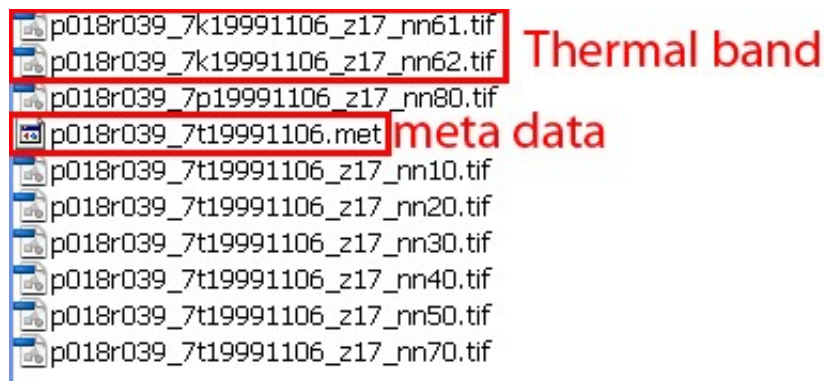 p018r039_7k19991106_z17_nn61.tif
p018r039_7k19991106_z17_nn62.tif
Thermal band
p018r039_7p19991106_z17_nn80.tif
p018r039_7t19991106.met meta data
p018r039_7t19991106_z17_nn10.tif
p018r039_7t19991106_z17_nn20.tif
p018r039_7t19991106_z17_nn30.tif
p018r039_7t19991106_z17_nn40.tif
p018r039_7t19991106_z17_nn50.tif
p018r039_7t19991106_z17_nn70.tif